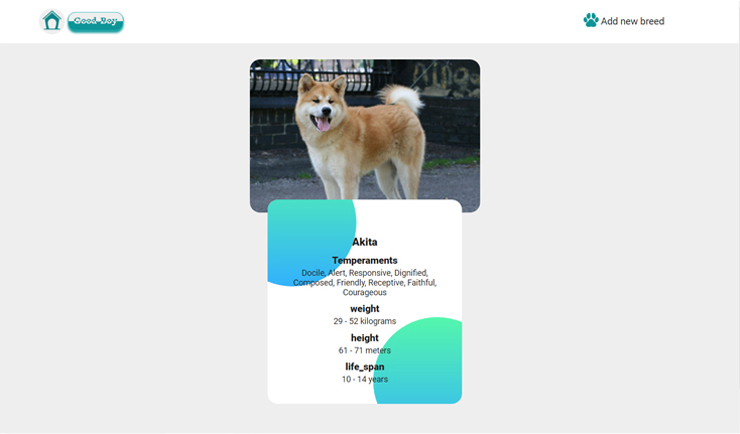 Good Boy
Add new breed
Akita
Temperaments
Docile, Alert, Responsive, Dignified,
Composed, Friendly, Receptive, Faithful,
Courageous
weight
29 - 52 kilograms
height
61 - 71 meters
life_span
10 - 14 years